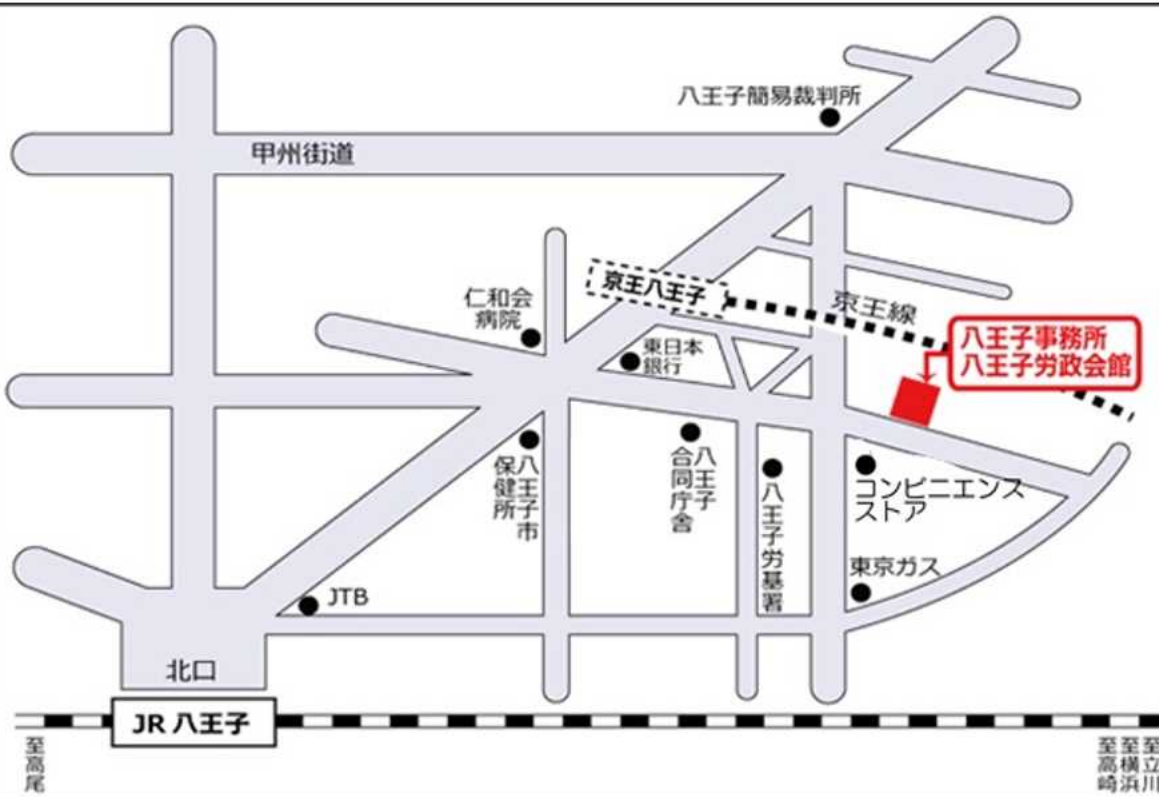 八王子簡易裁判所
甲州街道
京王八王子
京王線
仁和会
病院
東日本
銀行
八王子事務所
八王子労政会館
八王子市
保健所
八王子
合同庁舎
八王子労基署
コンビニエンス
ストア
東京ガス
JTB
北口
JR 八王子
至高尾
至立川
至横浜
至高崎